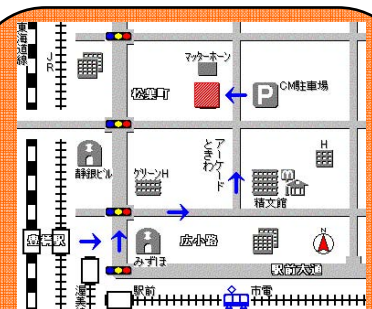 東海道線
JR
マッターホーン
松葉町
P
CM駐車場
静銀ビル
グリーンH
アーケード
ときわ
H
精文館
豊橋駅
広小路
みずほ
駅前大通
渥美
駅前
市電